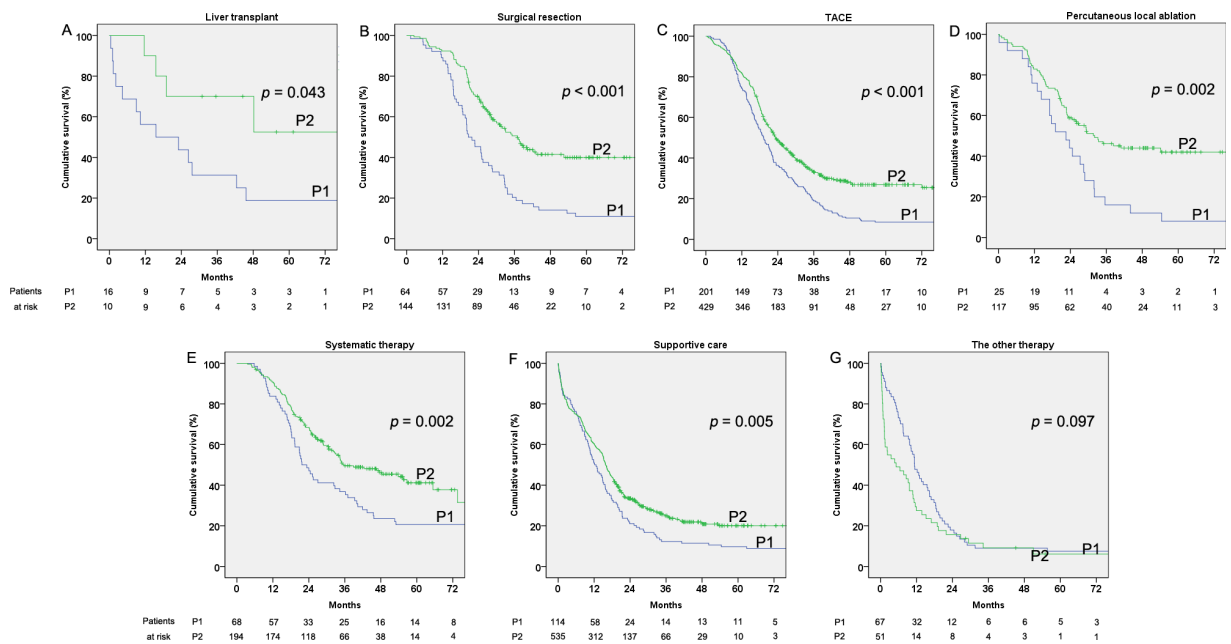 Liver transplant
A
Cumulative survival (%)
100
80
60
40
20
0
p = 0.043
P2
P1
0 12 24 36 48 60 72
Months
Patients P1 16 9 7 5 3 3 1
at risk P2 10 9 6 4 3 2 1
Surgical resection
B
Cumulative survival (%)
100
80
60
40
20
0
p < 0.001
P2
P1
0 12 24 36 48 60 72
Months
P1 64 57 29 13 9 7 4
P2 144 131 89 46 22 10 2
TACE
C
Cumulative survival (%)
100
80
60
40
20
0
p < 0.001
P2
P1
0 12 24 36 48 60 72
Months
P1 201 149 73 38 21 17 10
P2 429 346 183 91 48 27 10
Percutaneous local ablation
D
Cumulative survival (%)
100
80
60
40
20
0
p = 0.002
P2
P1
0 12 24 36 48 60 72
Months
P1 25 19 11 4 3 2 1
P2 117 95 62 40 24 11 3
Systematic therapy
E
Cumulative survival (%)
100
80
60
40
20
0
p = 0.002
P2
P1
0 12 24 36 48 60 72
Months
Patients P1 68 57 33 25 16 14 8
at risk P2 194 174 118 66 38 14 4
Supportive care
F
Cumulative survival (%)
100
80
60
40
20
0
p = 0.005
P2
P1
0 12 24 36 48 60 72
Months
P1 114 58 24 14 13 11 5
P2 535 312 137 66 29 10 3
The other therapy
G
Cumulative survival (%)
100
80
60
40
20
0
p = 0.097
P2
P1
0 12 24 36 48 60 72
Months
P1 67 32 12 6 6 5 3
P2 51 14 8 4 3 1 1